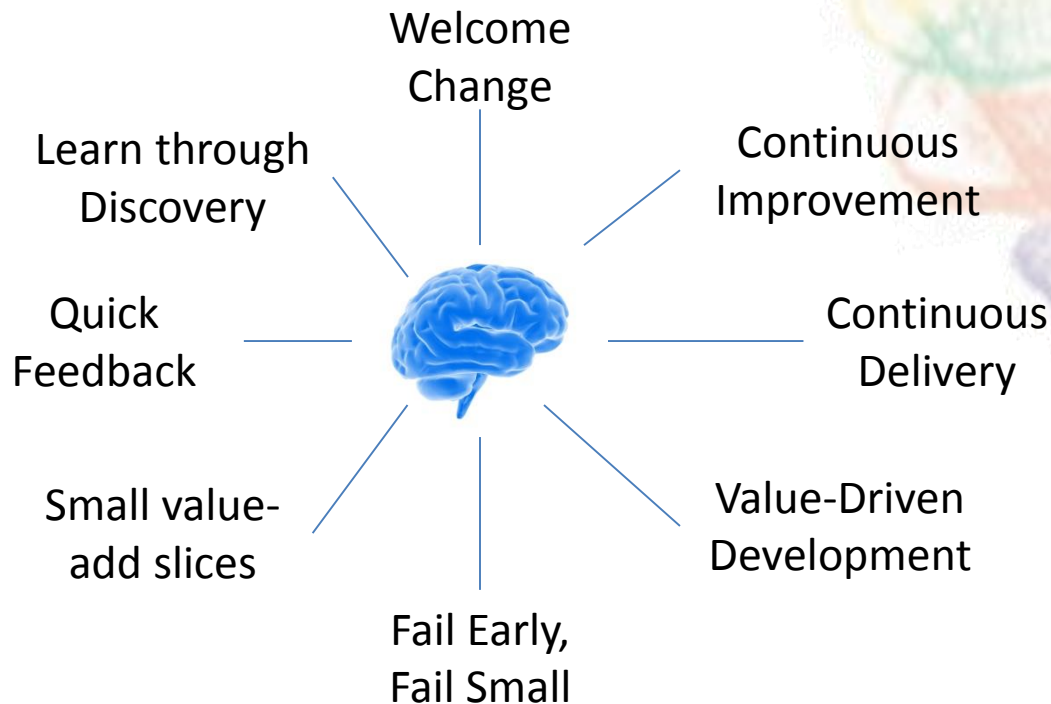 Welcome
Change
Learn through
Discovery
Continuous
Improvement
Quick
Feedback
Continuous
Delivery
Small value-
add slices
Value-Driven
Development
Fail Early,
Fail Small